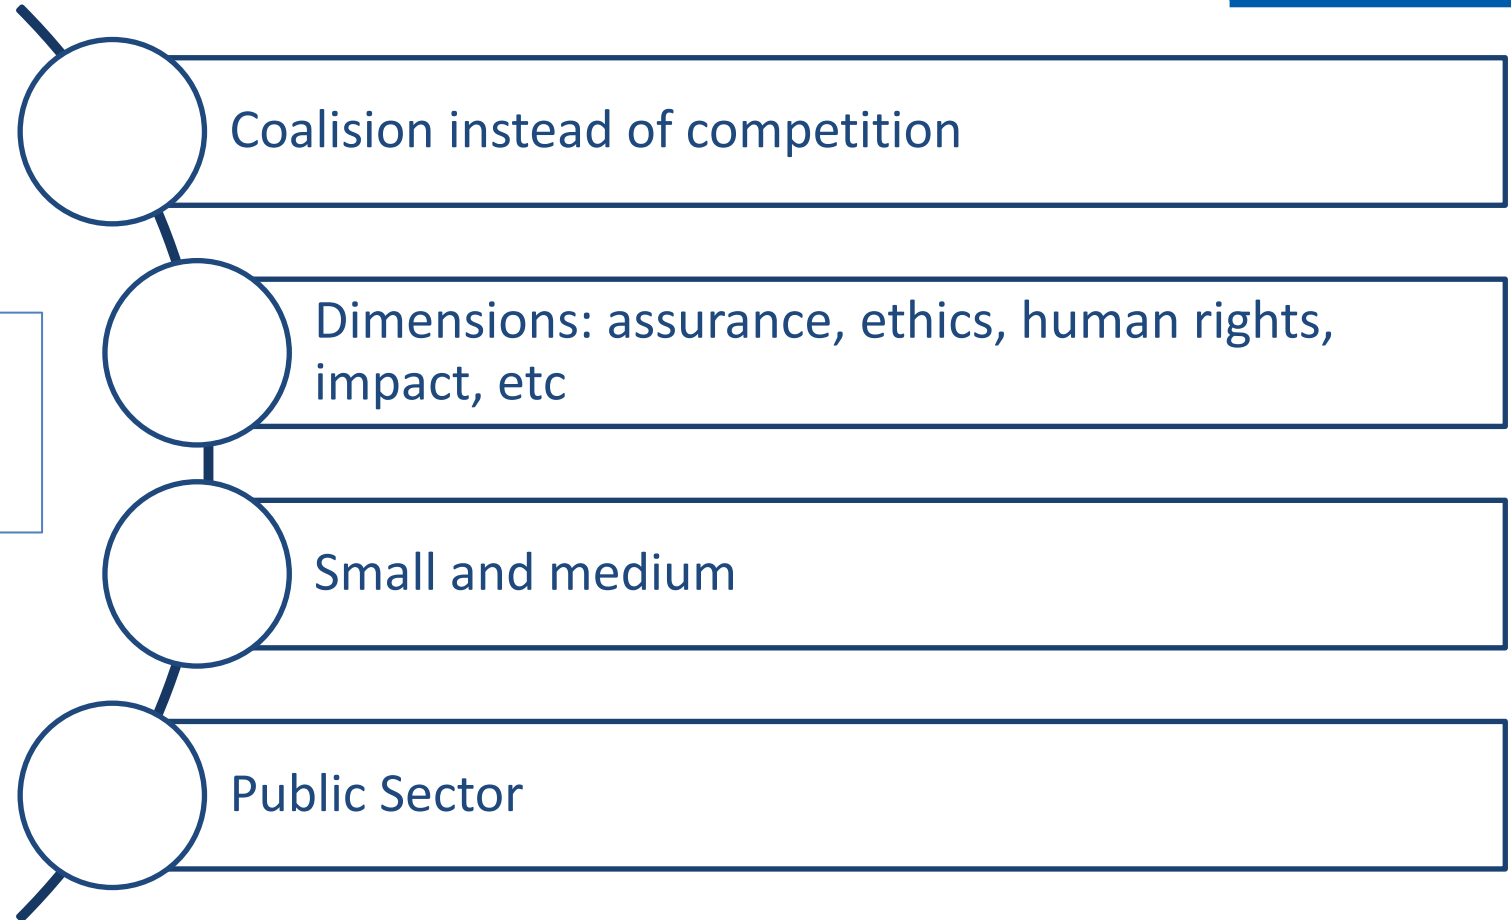 Coalision instead of competition
Dimensions: assurance, ethics, human rights,
impact, etc
Small and medium
Public Sector